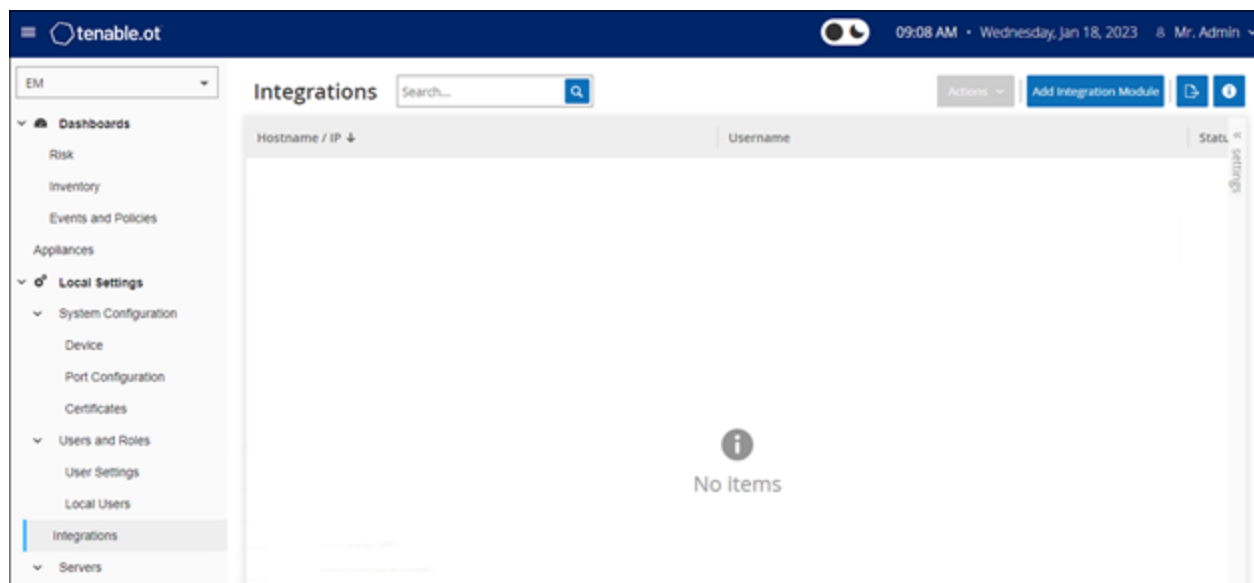 tenable.ot
09:08 AM • Wednesday, Jan 18, 2023 Mr. Admin
EM
Integrations
Search...
Actions
Add Integration Module
Dashboards
Risk
Inventory
Events and Policies
Appliances
Local Settings
System Configuration
Device
Port Configuration
Certificates
Users and Roles
User Settings
Local Users
Integrations
Servers
Hostname / IP
Username
Statu
settings
No items